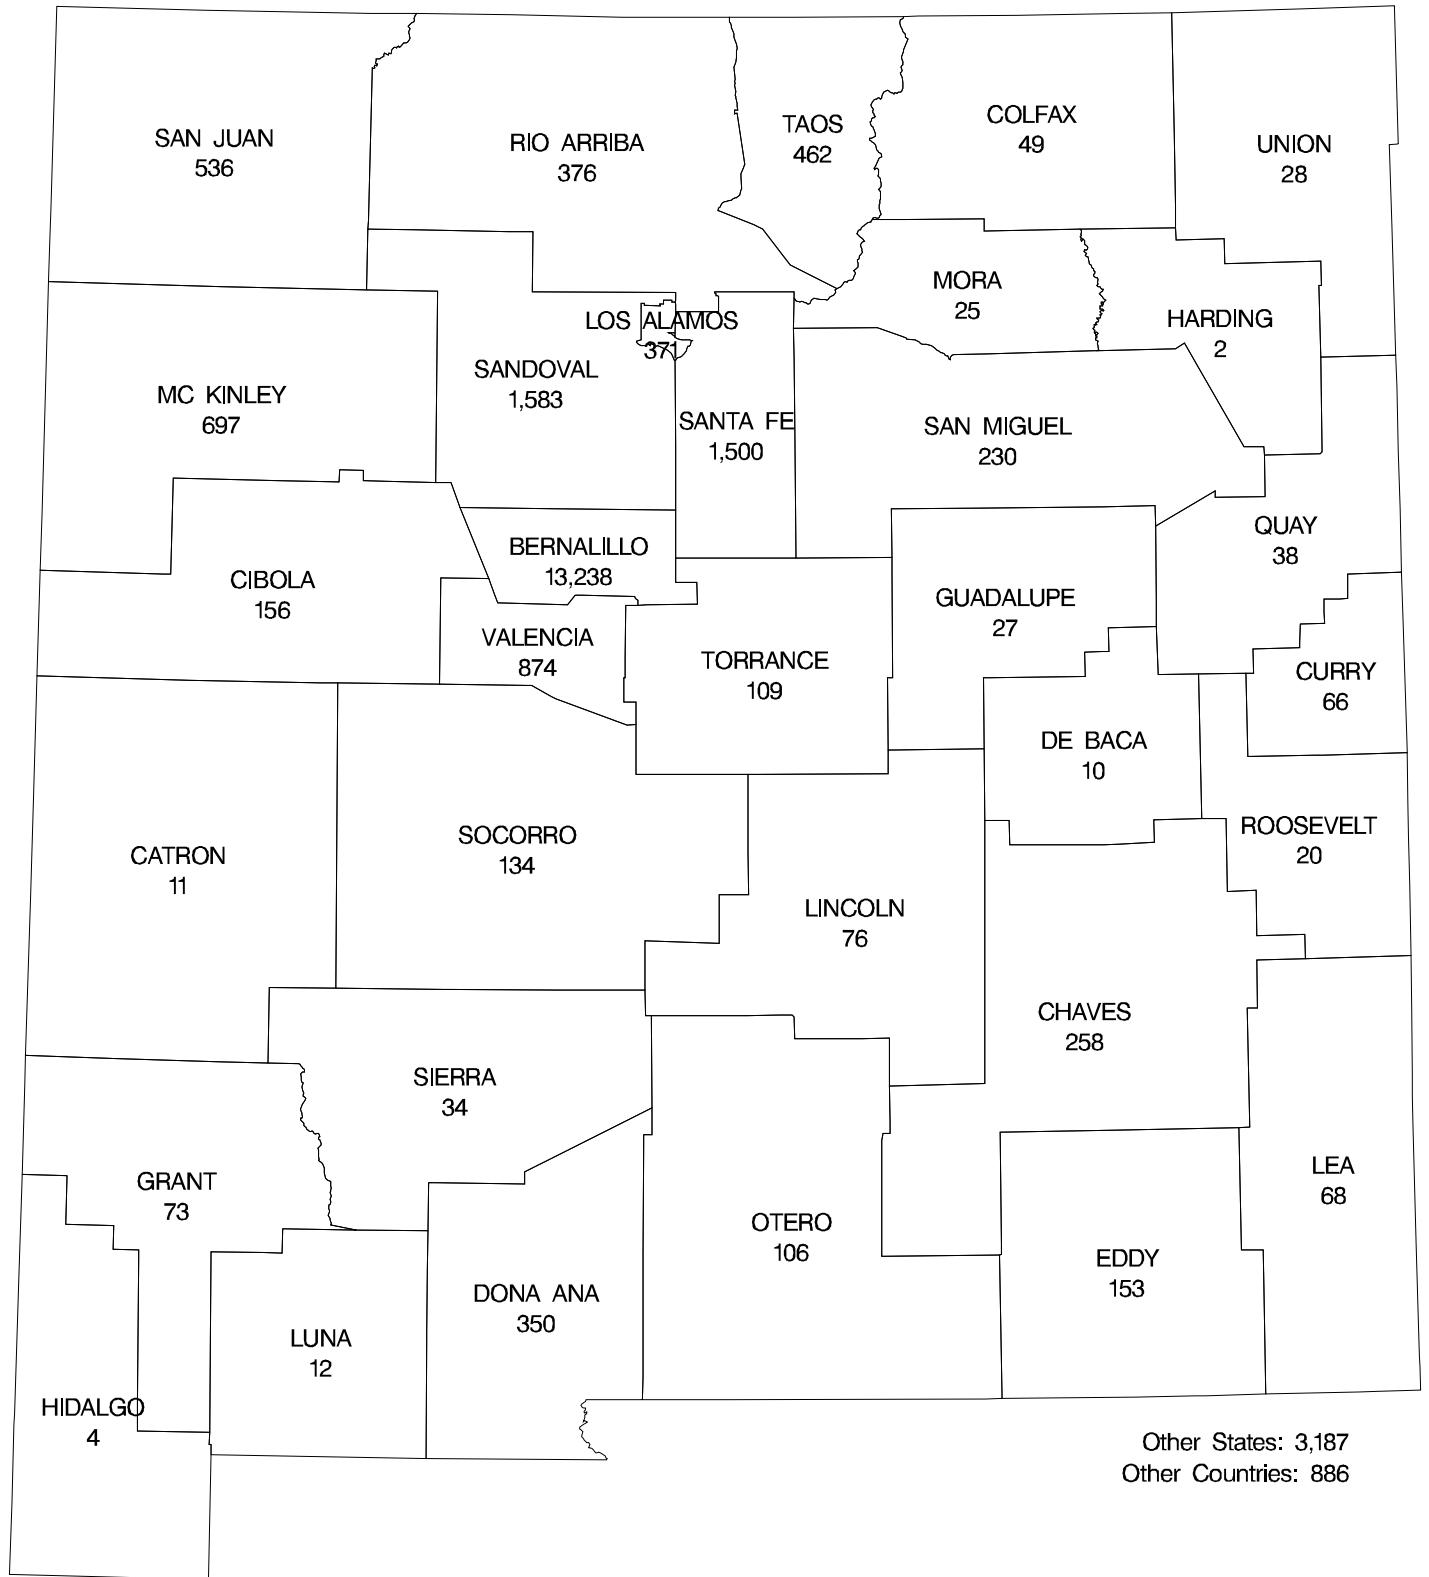 SAN JUAN
536
RIO ARRIBA
376
TAOS
462
COLFAX
49
UNION
28
MORA
25
HARDING
2
LOS ALAMOS
371
SANDOVAL
1,583
MC KINLEY
697
SANTA FE
1,500
SAN MIGUEL
230
QUAY
38
BERNALILLO
13,238
CIBOLA
156
GUADALUPE
27
VALENCIA
874
TORRANCE
109
CURRY
66
DE BACA
10
ROOSEVELT
20
SOCORRO
134
CATRON
11
LINCOLN
76
CHAVES
258
SIERRA
34
LEA
68
GRANT
73
OTERO
106
EDDY
153
DONA ANA
350
LUNA
12
HIDALGO
4
Other States: 3,187
Other Countries: 886